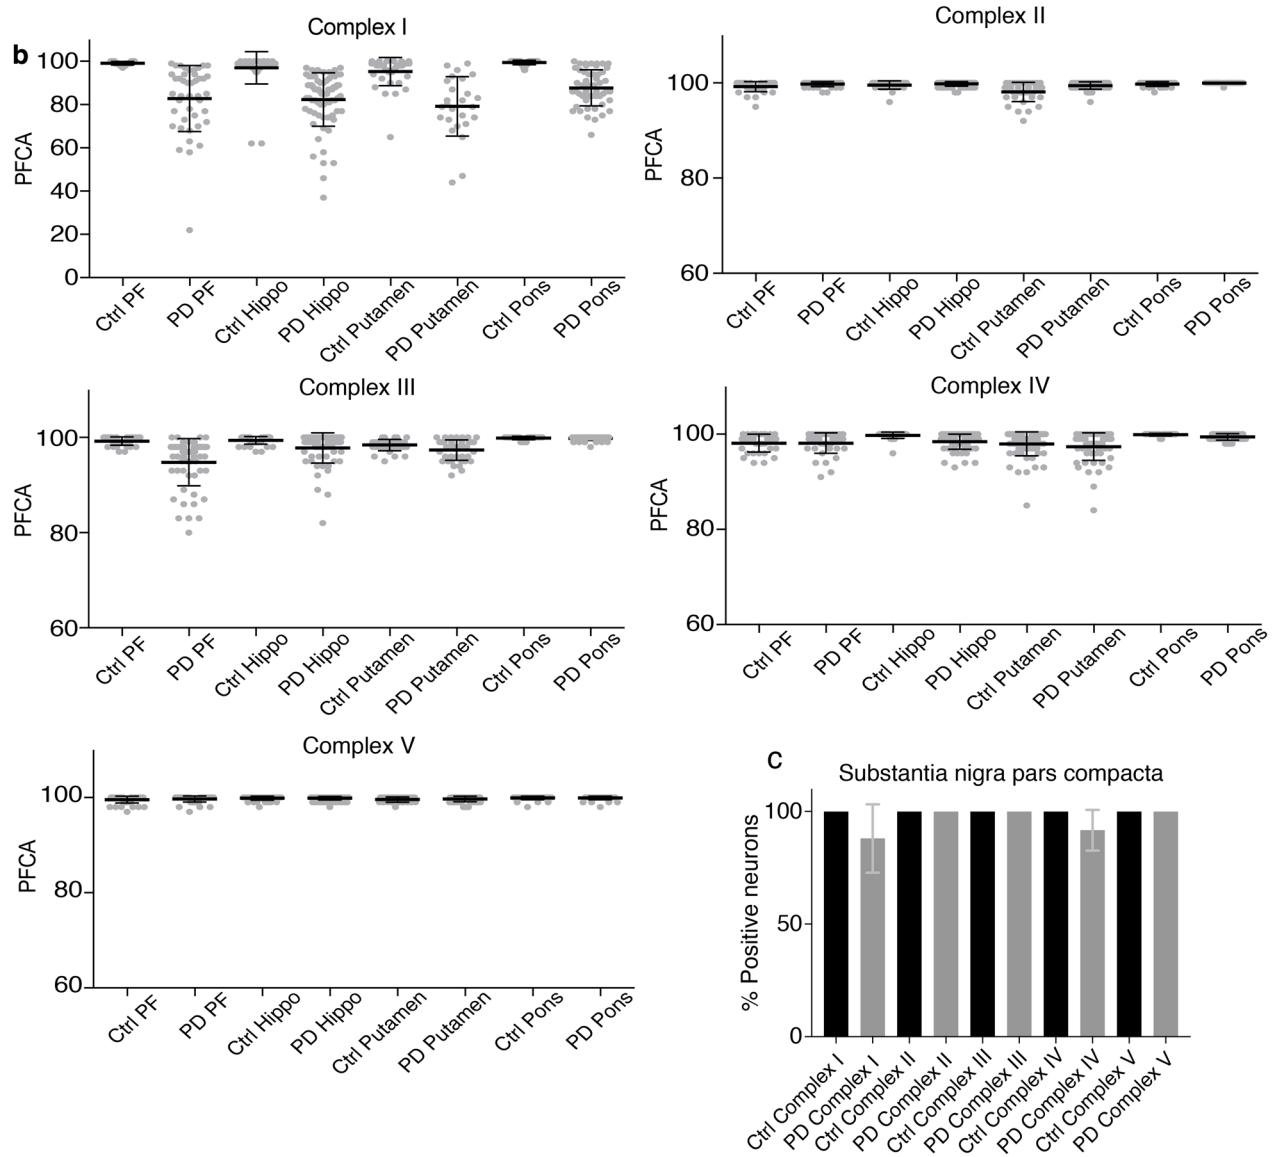 b
Complex I
PFCA
100
80
60
40
20
0
Ctrl PF
PD PF
Ctrl Hippo
PD Hippo
Ctrl Putamen
PD Putamen
Ctrl Pons
PD Pons
Complex II
PFCA
100
80
60
Ctrl PF
PD PF
Ctrl Hippo
PD Hippo
Ctrl Putamen
PD Putamen
Ctrl Pons
PD Pons
Complex III
PFCA
100
80
60
Ctrl PF
PD PF
Ctrl Hippo
PD Hippo
Ctrl Putamen
PD Putamen
Ctrl Pons
PD Pons
Complex IV
PFCA
100
80
60
Ctrl PF
PD PF
Ctrl Hippo
PD Hippo
Ctrl Putamen
PD Putamen
Ctrl Pons
PD Pons
Complex V
PFCA
100
80
60
Ctrl PF
PD PF
Ctrl Hippo
PD Hippo
Ctrl Putamen
PD Putamen
Ctrl Pons
PD Pons
c
Substantia nigra pars compacta
% Positive neurons
100
50
0
Ctrl Complex I
PD Complex I
Ctrl Complex II
PD Complex II
Ctrl Complex III
PD Complex III
Ctrl Complex IV
PD Complex IV
Ctrl Complex V
PD Complex V